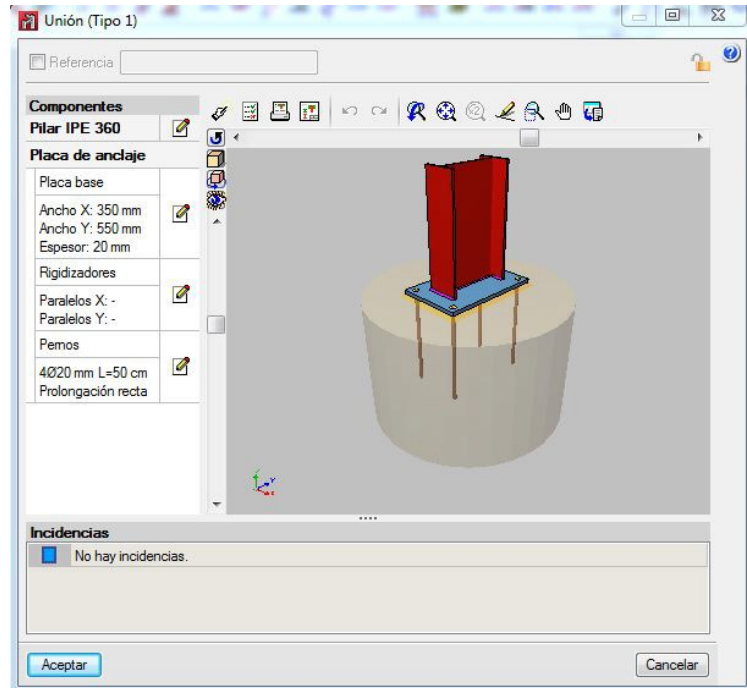 Unión (Tipo 1)
Referencia
Componentes
Pilar IPE 360
Placa de anclaje
Placa base
Ancho X: 350 mm
Ancho Y: 550 mm
Espesor: 20 mm
Rigidizadores
Paralelos X: -
Paralelos Y: -
Pernos
4Ø20 mm L=50 cm
Prolongación recta
Incidencias
No hay incidencias.
Aceptar
Cancelar